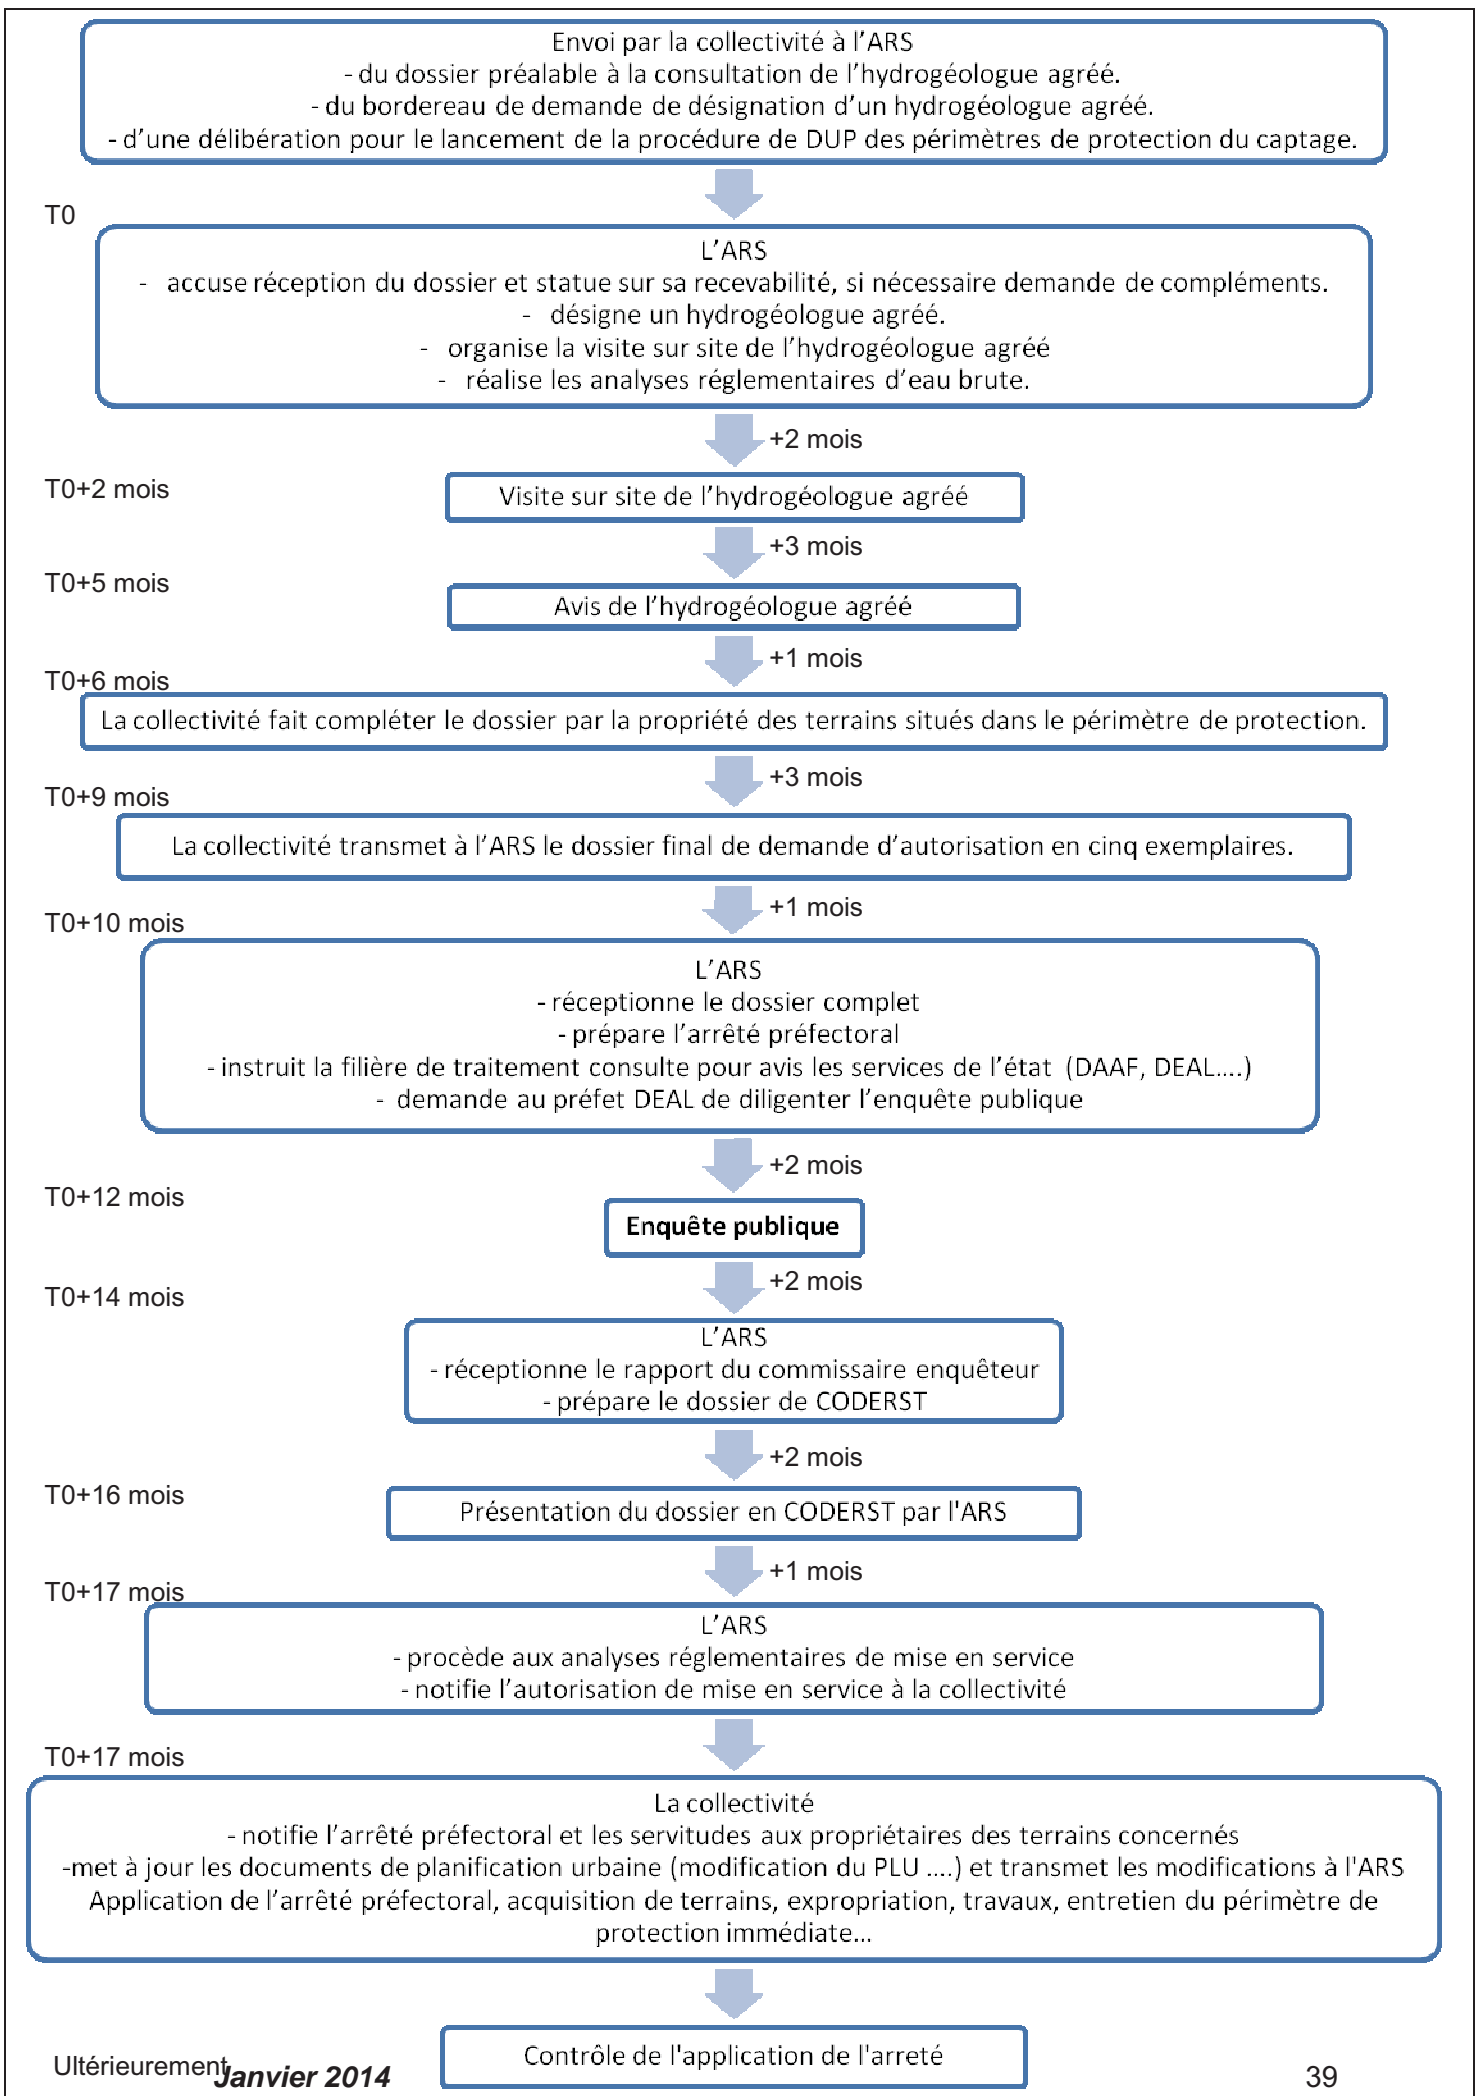 Envoi par la collectivité à l'ARS
- du dossier préalable à la consultation de l'hydrogéologue agréé.
- du bordereau de demande de désignation d'un hydrogéologue agréé.
- d'une délibération pour le lancement de la procédure de DUP des périmètres de protection du captage.
T0
L'ARS
- accuse réception du dossier et statue sur sa recevabilité, si nécessaire demande de compléments.
- désigne un hydrogéologue agréé.
- organise la visite sur site de l'hydrogéologue agréé
- réalise les analyses réglementaires d'eau brute.
+2 mois
T0+2 mois
Visite sur site de l'hydrogéologue agréé
+3 mois
T0+5 mois
Avis de l'hydrogéologue agréé
+1 mois
T0+6 mois
La collectivité fait compléter le dossier par la propriété des terrains situés dans le périmètre de protection.
+3 mois
T0+9 mois
La collectivité transmet à l'ARS le dossier final de demande d'autorisation en cinq exemplaires.
+1 mois
T0+10 mois
L'ARS
- réceptionne le dossier complet
- prépare l'arrêté préfectoral
- instruit la filière de traitement consulte pour avis les services de l'état (DAAF, DEAL....)
- demande au préfet DEAL de diligenter l'enquête publique
+2 mois
T0+12 mois
Enquête publique
+2 mois
T0+14 mois
L'ARS
- réceptionne le rapport du commissaire enquêteur
- prépare le dossier de CODERST
+2 mois
T0+16 mois
Présentation du dossier en CODERST par l'ARS
+1 mois
T0+17 mois
L'ARS
- procède aux analyses réglementaires de mise en service
- notifie l'autorisation de mise en service à la collectivité
T0+17 mois
La collectivité
- notifie l'arrêté préfectoral et les servitudes aux propriétaires des terrains concernés
-met à jour les documents de planification urbaine (modification du PLU ....) et transmet les modifications à l'ARS
Application de l'arrêté préfectoral, acquisition de terrains, expropriation, travaux, entretien du périmètre de
protection immédiate...
Contrôle de l'application de l'arreté
Ultérieurement
Janvier 2014
39